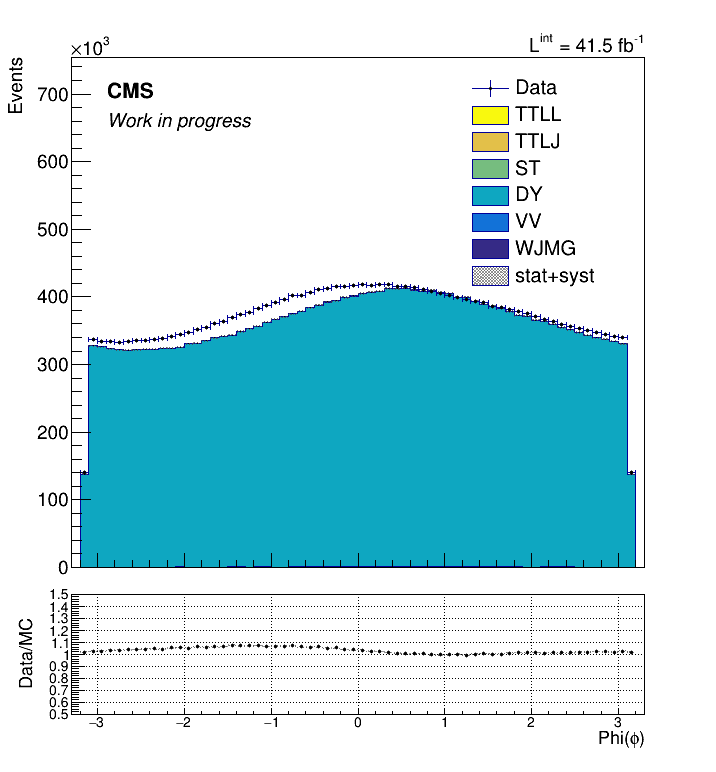 ×10³
L^int = 41.5 fb⁻¹
Events
CMS
Work in progress
Data
TTLL
TTLJ
ST
DY
VV
WJMG
stat+syst
700
600
500
400
300
200
100
0
Data/MC
1.5
1.4
1.3
1.2
1.1
1
0.9
0.8
0.7
0.6
0.5
−3 −2 −1 0 1 2 3
Phi(ϕ)